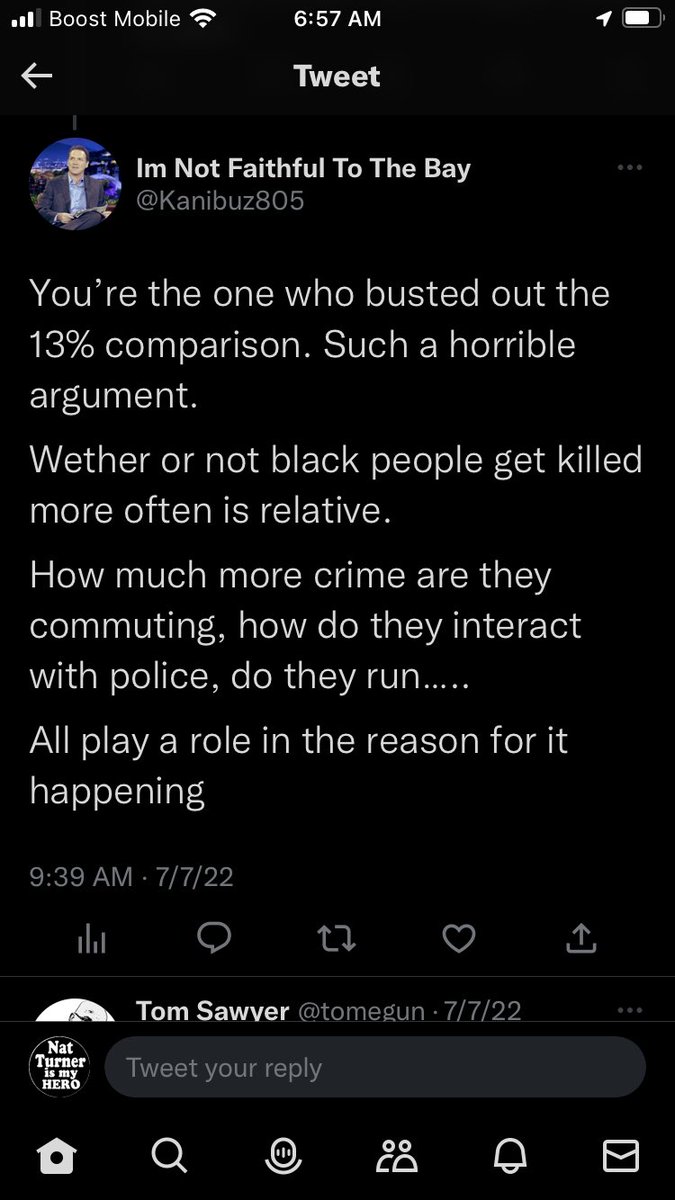 Boost Mobile 6:57 AM
Tweet
Im Not Faithful To The Bay
@Kanibuz805
You're the one who busted out the
13% comparison. Such a horrible
argument.
Wether or not black people get killed
more often is relative.
How much more crime are they
commuting, how do they interact
with police, do they run.....
All play a role in the reason for it
happening
9:39 AM · 7/7/22
Tom Sawyer @tomegun · 7/7/22
Nat
Turner
is my
HERO
Tweet your reply